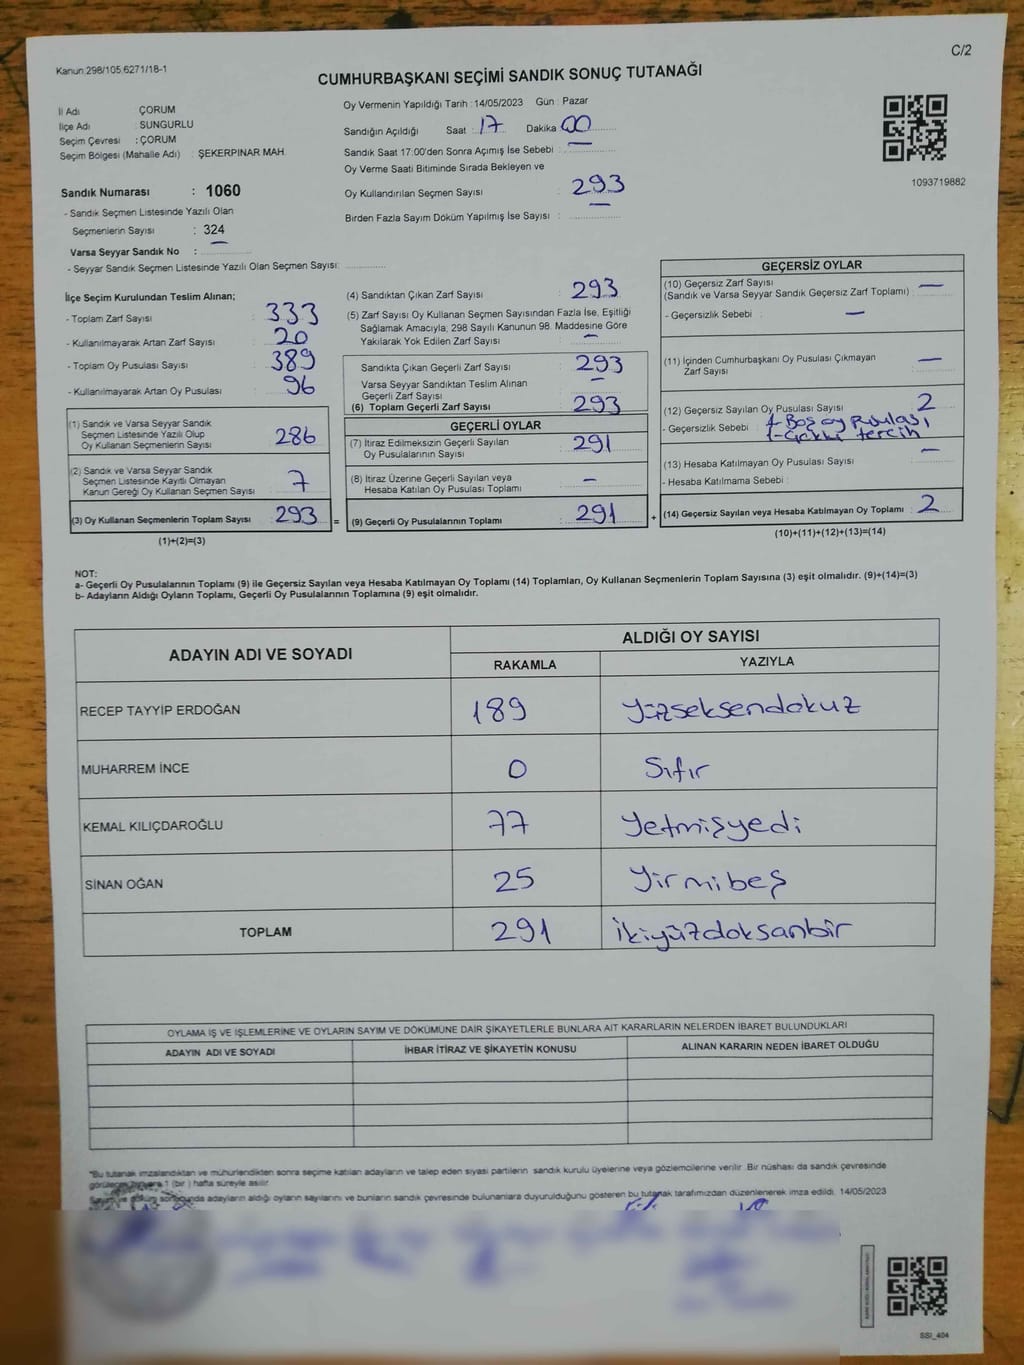 C/2
Kanun:298/105,6271/18-1
CUMHURBAŞKANI SEÇİMİ SANDIK SONUÇ TUTANAĞI
İl Adı ÇORUM
İlçe Adı : SUNGURLU
Seçim Çevresi : ÇORUM
Seçim Bölgesi (Mahalle Adı) : ŞEKERPINAR MAH.
Sandık Numarası : 1060
- Sandık Seçmen Listesinde Yazılı Olan
Seçmenlerin Sayısı : 324
Varsa Seyyar Sandık No :
- Seyyar Sandık Seçmen Listesinde Yazılı Olan Seçmen Sayısı:
Oy Vermenin Yapıldığı Tarih : 14/05/2023 Gün : Pazar
Sandığın Açıldığı Saat : 17 Dakika 00
Sandık Saat 17:00'den Sonra Açımış İse Sebebi : —
Oy Verme Saati Bitiminde Sırada Bekleyen ve
Oy Kullandırılan Seçmen Sayısı : 293
Birden Fazla Sayım Döküm Yapılmış İse Sayısı : —
1093719882
İlçe Seçim Kurulundan Teslim Alınan;
- Toplam Zarf Sayısı : 333
- Kullanılmayarak Artan Zarf Sayısı : 20
- Toplam Oy Pusulası Sayısı : 389
- Kullanılmayarak Artan Oy Pusulası : 96
(1) Sandık ve Varsa Seyyar Sandık
Seçmen Listesinde Yazılı Olup
Oy Kullanan Seçmenlerin Sayısı : 286
(2) Sandık ve Varsa Seyyar Sandık
Seçmen Listesinde Kayıtlı Olmayan
Kanun Gereği Oy Kullanan Seçmen Sayısı : 7
(3) Oy Kullanan Seçmenlerin Toplam Sayısı : 293 =
(1)+(2)=(3)
(4) Sandıktan Çıkan Zarf Sayısı : 293
(5) Zarf Sayısı Oy Kullanan Seçmen Sayısından Fazla İse, Eşitliği
Sağlamak Amacıyla, 298 Sayılı Kanunun 98. Maddesine Göre
Yakılarak Yok Edilen Zarf Sayısı : —
Sandıkta Çıkan Geçerli Zarf Sayısı : 293
Varsa Seyyar Sandıktan Teslim Alınan
Geçerli Zarf Sayısı : —
(6) Toplam Geçerli Zarf Sayısı : 293
GEÇERLİ OYLAR
(7) İtiraz Edilmeksizin Geçerli Sayılan
Oy Pusulalarının Sayısı : 291
(8) İtiraz Üzerine Geçerli Sayılan veya
Hesaba Katılan Oy Pusulası Toplamı : —
(9) Geçerli Oy Pusulalarının Toplamı : 291 +
GEÇERSİZ OYLAR
(10) Geçersiz Zarf Sayısı
(Sandık ve Varsa Seyyar Sandık Geçersiz Zarf Toplamı) : —
- Geçersizlik Sebebi : —
(11) İçinden Cumhurbaşkanı Oy Pusulası Çıkmayan
Zarf Sayısı : —
(12) Geçersiz Sayılan Oy Pusulası Sayısı : 2
- Geçersizlik Sebebi : 1-Boş oy pusulası
tercih
(13) Hesaba Katılmayan Oy Pusulası Sayısı : —
- Hesaba Katılmama Sebebi :
(14) Geçersiz Sayılan veya Hesaba Katılmayan Oy Toplamı : 2
(10)+(11)+(12)+(13)=(14)
NOT:
a- Geçerli Oy Pusulalarının Toplamı (9) ile Geçersiz Sayılan veya Hesaba Katılmayan Oy Toplamı (14) Toplamları, Oy Kullanan Seçmenlerin Toplam Sayısına (3) eşit olmalıdır. (9)+(14)=(3)
b- Adayların Aldığı Oyların Toplamı, Geçerli Oy Pusulalarının Toplamına (9) eşit olmalıdır.
ADAYIN ADI VE SOYADI ALDIĞI OY SAYISI
RAKAMLA YAZIYLA
RECEP TAYYİP ERDOĞAN 189 yüzseksendokuz
MUHARREM İNCE 0 Sıfır
KEMAL KILIÇDAROĞLU 77 yetmişyedi
SİNAN OĞAN 25 yirmibeş
TOPLAM 291 ikiyüzdoksanbir
OYLAMA İŞ VE İŞLEMLERİNE VE OYLARIN SAYIM VE DÖKÜMÜNE DAİR ŞİKAYETLERLE BUNLARA AİT KARARLARIN NELERDEN İBARET BULUNDUKLARI
ADAYIN ADI VE SOYADI İHBAR İTİRAZ VE ŞİKAYETİN KONUSU ALINAN KARARIN NEDEN İBARET OLDUĞU
*Bu tutanak imzalandıktan ve mühürlendikten sonra seçime katılan adayların ve talep eden siyasi partilerin sandık kurulu üyelerine veya gözlemcilerine verilir. Bir nüshası da sandık çevresinde
1 (bir) hafta süreyle asılır.
sonucunda adayların aldığı oyların sayılarını ve bunların sandık çevresinde bulunanlara duyurulduğunu gösteren bu tutanak tarafımızdan düzenlenerek imza edildi. 14/05/2023
SSI_404